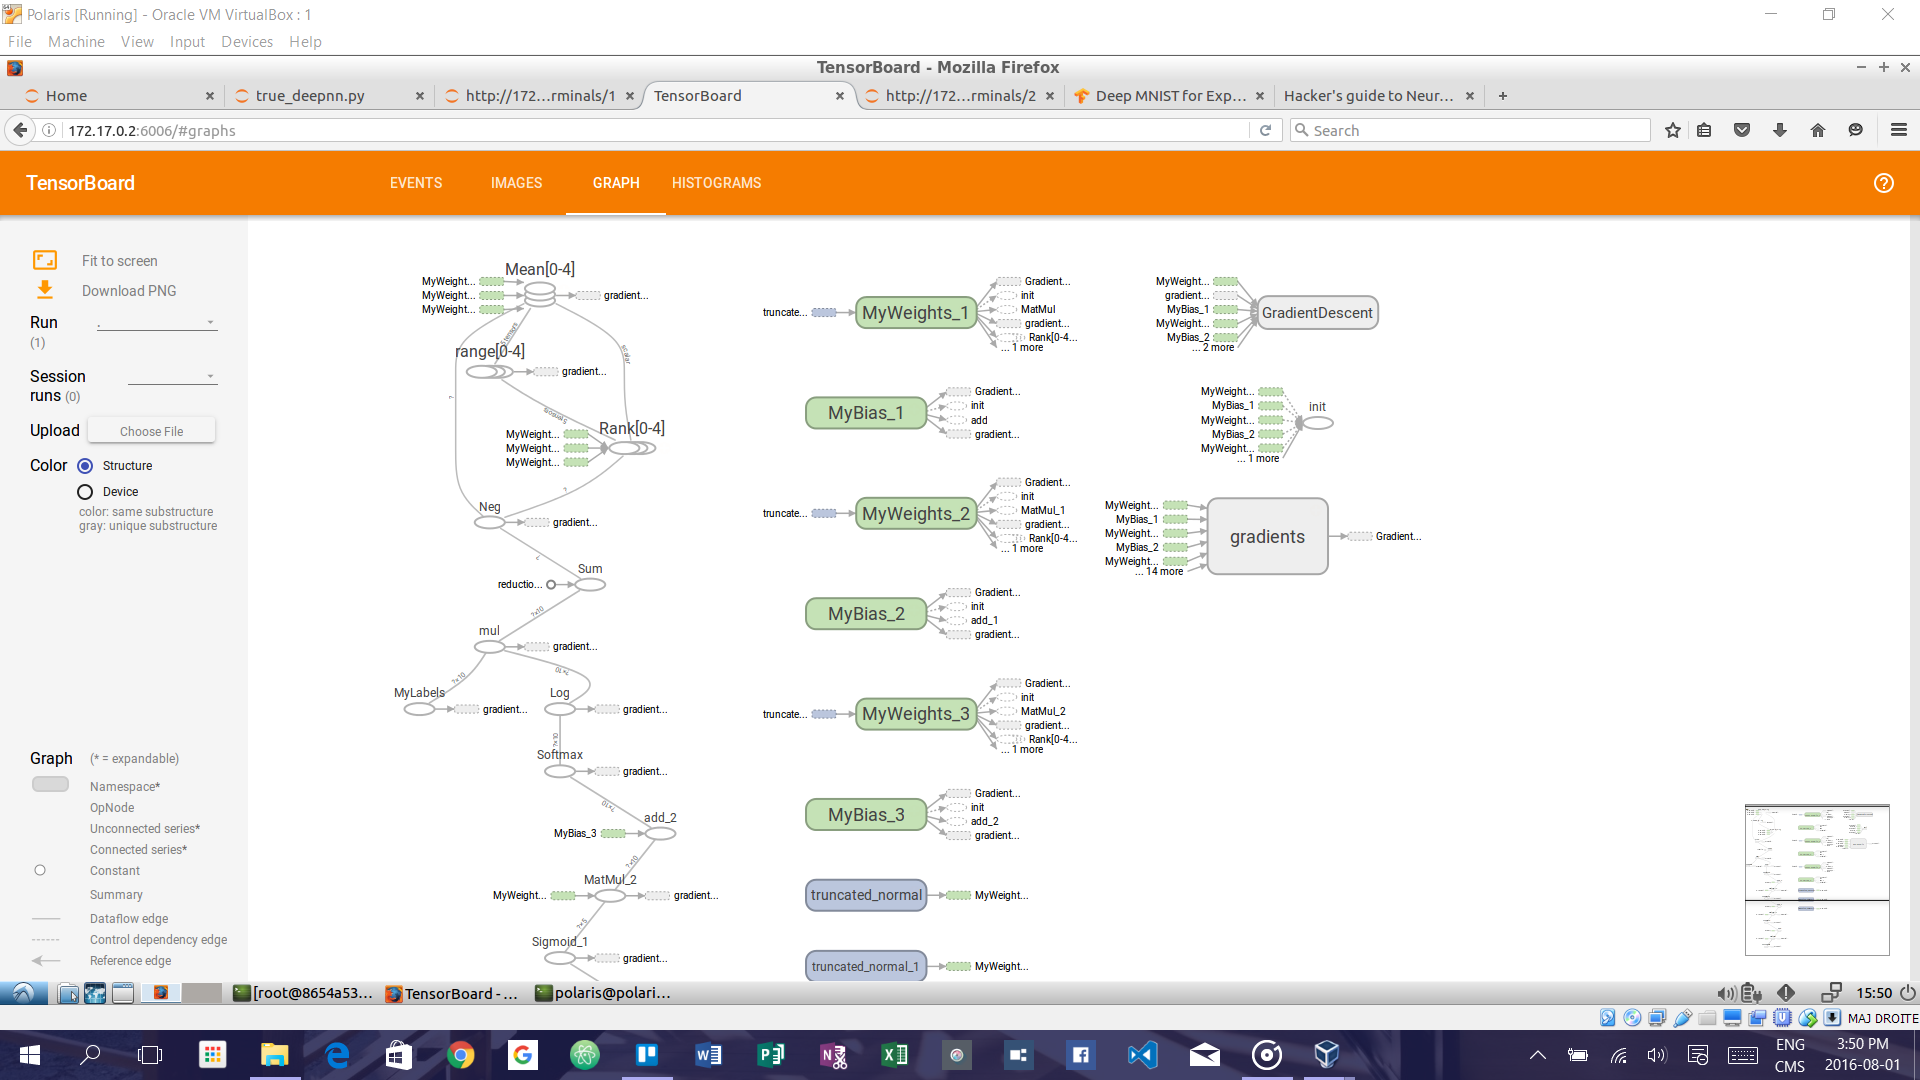 Polaris [Running] - Oracle VM VirtualBox : 1
File Machine View Input Devices Help
TensorBoard - Mozilla Firefox
Home
true_deepnn.py
http://172...rminals/1
TensorBoard
http://172...rminals/2
Deep MNIST for Exp...
Hacker's guide to Neur...
172.17.0.2:6006/#graphs
Search
TensorBoard
EVENTS
IMAGES
GRAPH
HISTOGRAMS
Fit to screen
Download PNG
Run
(1)
.
Session
runs (0)
Upload
Choose File
Color
Structure
Device
color: same substructure
gray: unique substructure
Graph
(* = expandable)
Namespace*
OpNode
Unconnected series*
Connected series*
Constant
Summary
Dataflow edge
Control dependency edge
Reference edge
Mean[0-4]
MyWeight...
MyWeight...
MyWeight...
gradient...
range[0-4]
gradient...
scalar
Rank[0-4]
MyWeight...
MyWeight...
MyWeight...
?
?
Neg
gradient...
?
Sum
reductio...
?×10
mul
gradient...
?×10
?×10
MyLabels
gradient...
Log
gradient...
?×10
Softmax
gradient...
?×10
add_2
MyBias_3
?×10
MatMul_2
MyWeight...
gradient...
?×5
Sigmoid_1
gradient...
truncate...
MyWeights_1
Gradient...
init
MatMul
gradient...
Rank[0-4...
... 1 more
MyBias_1
Gradient...
init
add
gradient...
truncate...
MyWeights_2
Gradient...
init
MatMul_1
gradient...
Rank[0-4...
... 1 more
MyBias_2
Gradient...
init
add_1
gradient...
truncate...
MyWeights_3
Gradient...
init
MatMul_2
gradient...
Rank[0-4...
... 1 more
MyBias_3
Gradient...
init
add_2
gradient...
truncated_normal
MyWeight...
truncated_normal_1
MyWeight...
MyWeight...
gradient...
MyBias_1
MyWeight...
MyBias_2
... 2 more
GradientDescent
MyWeight...
MyBias_1
MyWeight...
MyBias_2
MyWeight...
... 1 more
init
MyWeight...
MyBias_1
MyWeight...
MyBias_2
MyWeight...
... 14 more
gradients
Gradient...
[root@8654a53...
TensorBoard - ...
polaris@polari...
15:50
MAJ DROITE
ENG
CMS
3:50 PM
2016-08-01